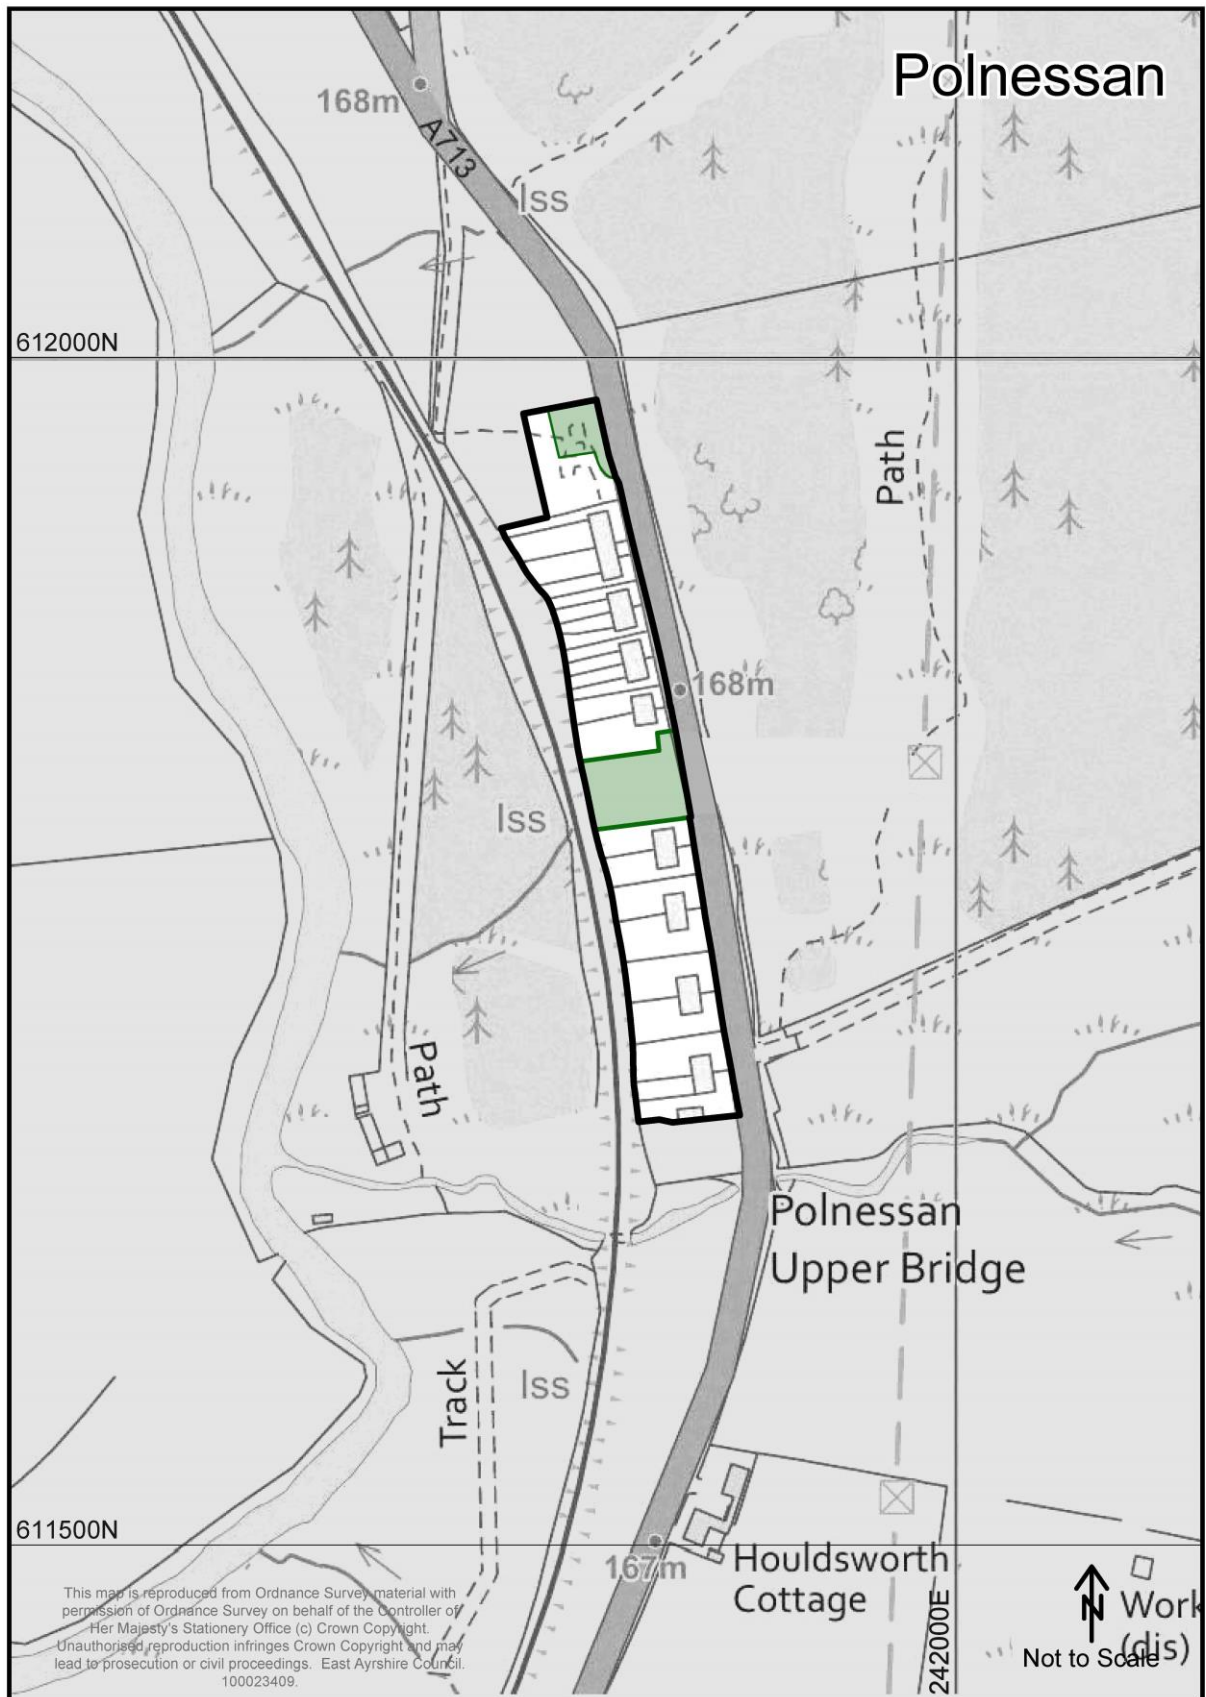 Polnessan
168m
A713
Iss
612000N
Path
168m
Iss
Path
Polnessan
Upper Bridge
Track
Iss
611500N
167m
Houldsworth
Cottage
242000E
N
Work
(dis)
Not to Scale
This map is reproduced from Ordnance Survey material with
permission of Ordnance Survey on behalf of the Controller of
Her Majesty's Stationery Office (c) Crown Copyright.
Unauthorised reproduction infringes Crown Copyright and may
lead to prosecution or civil proceedings. East Ayrshire Council.
100023409.